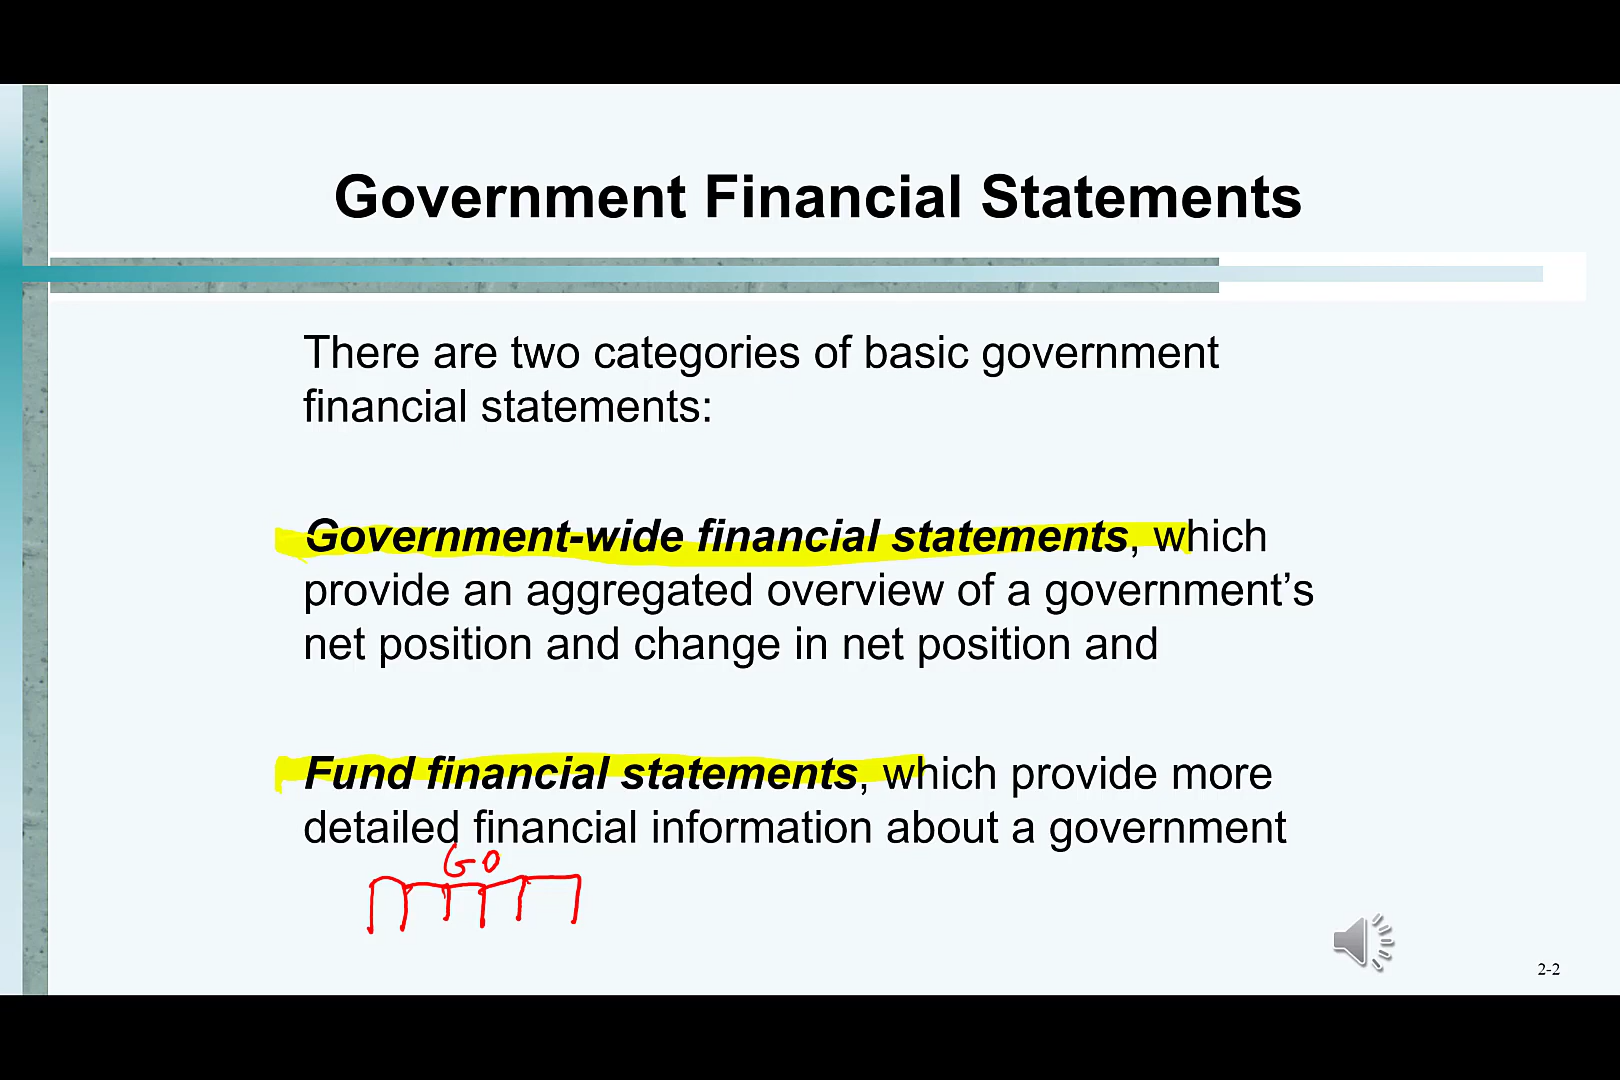 Government Financial Statements
There are two categories of basic government
financial statements:
Government-wide financial statements, which
provide an aggregated overview of a government’s
net position and change in net position and
Fund financial statements, which provide more
detailed financial information about a government
GO
2-2